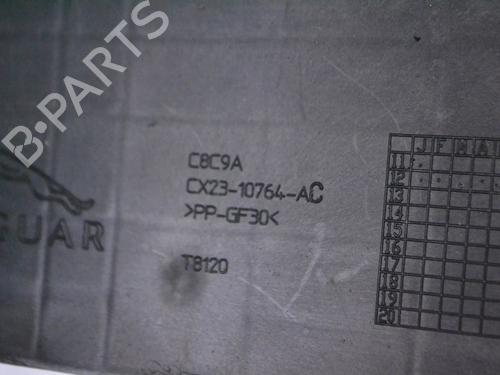 B-PARTS
C8C9A
CX23-10764-AC
>PP-GF30<
GUAR
T8120
J F M A
11
12
13
14
15
16
17
18
19
20